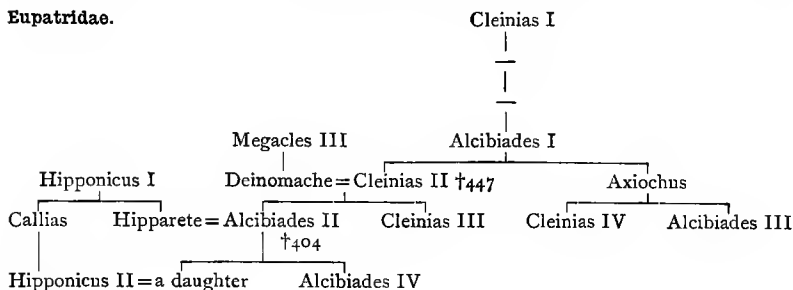 Eupatridae.
Cleinias I
Megacles III Alcibiades I
Hipponicus I Deinomache = Cleinias II †447 Axiochus
Callias Hipparete = Alcibiades II Cleinias III Cleinias IV Alcibiades III
†404
Hipponicus II = a daughter Alcibiades IV